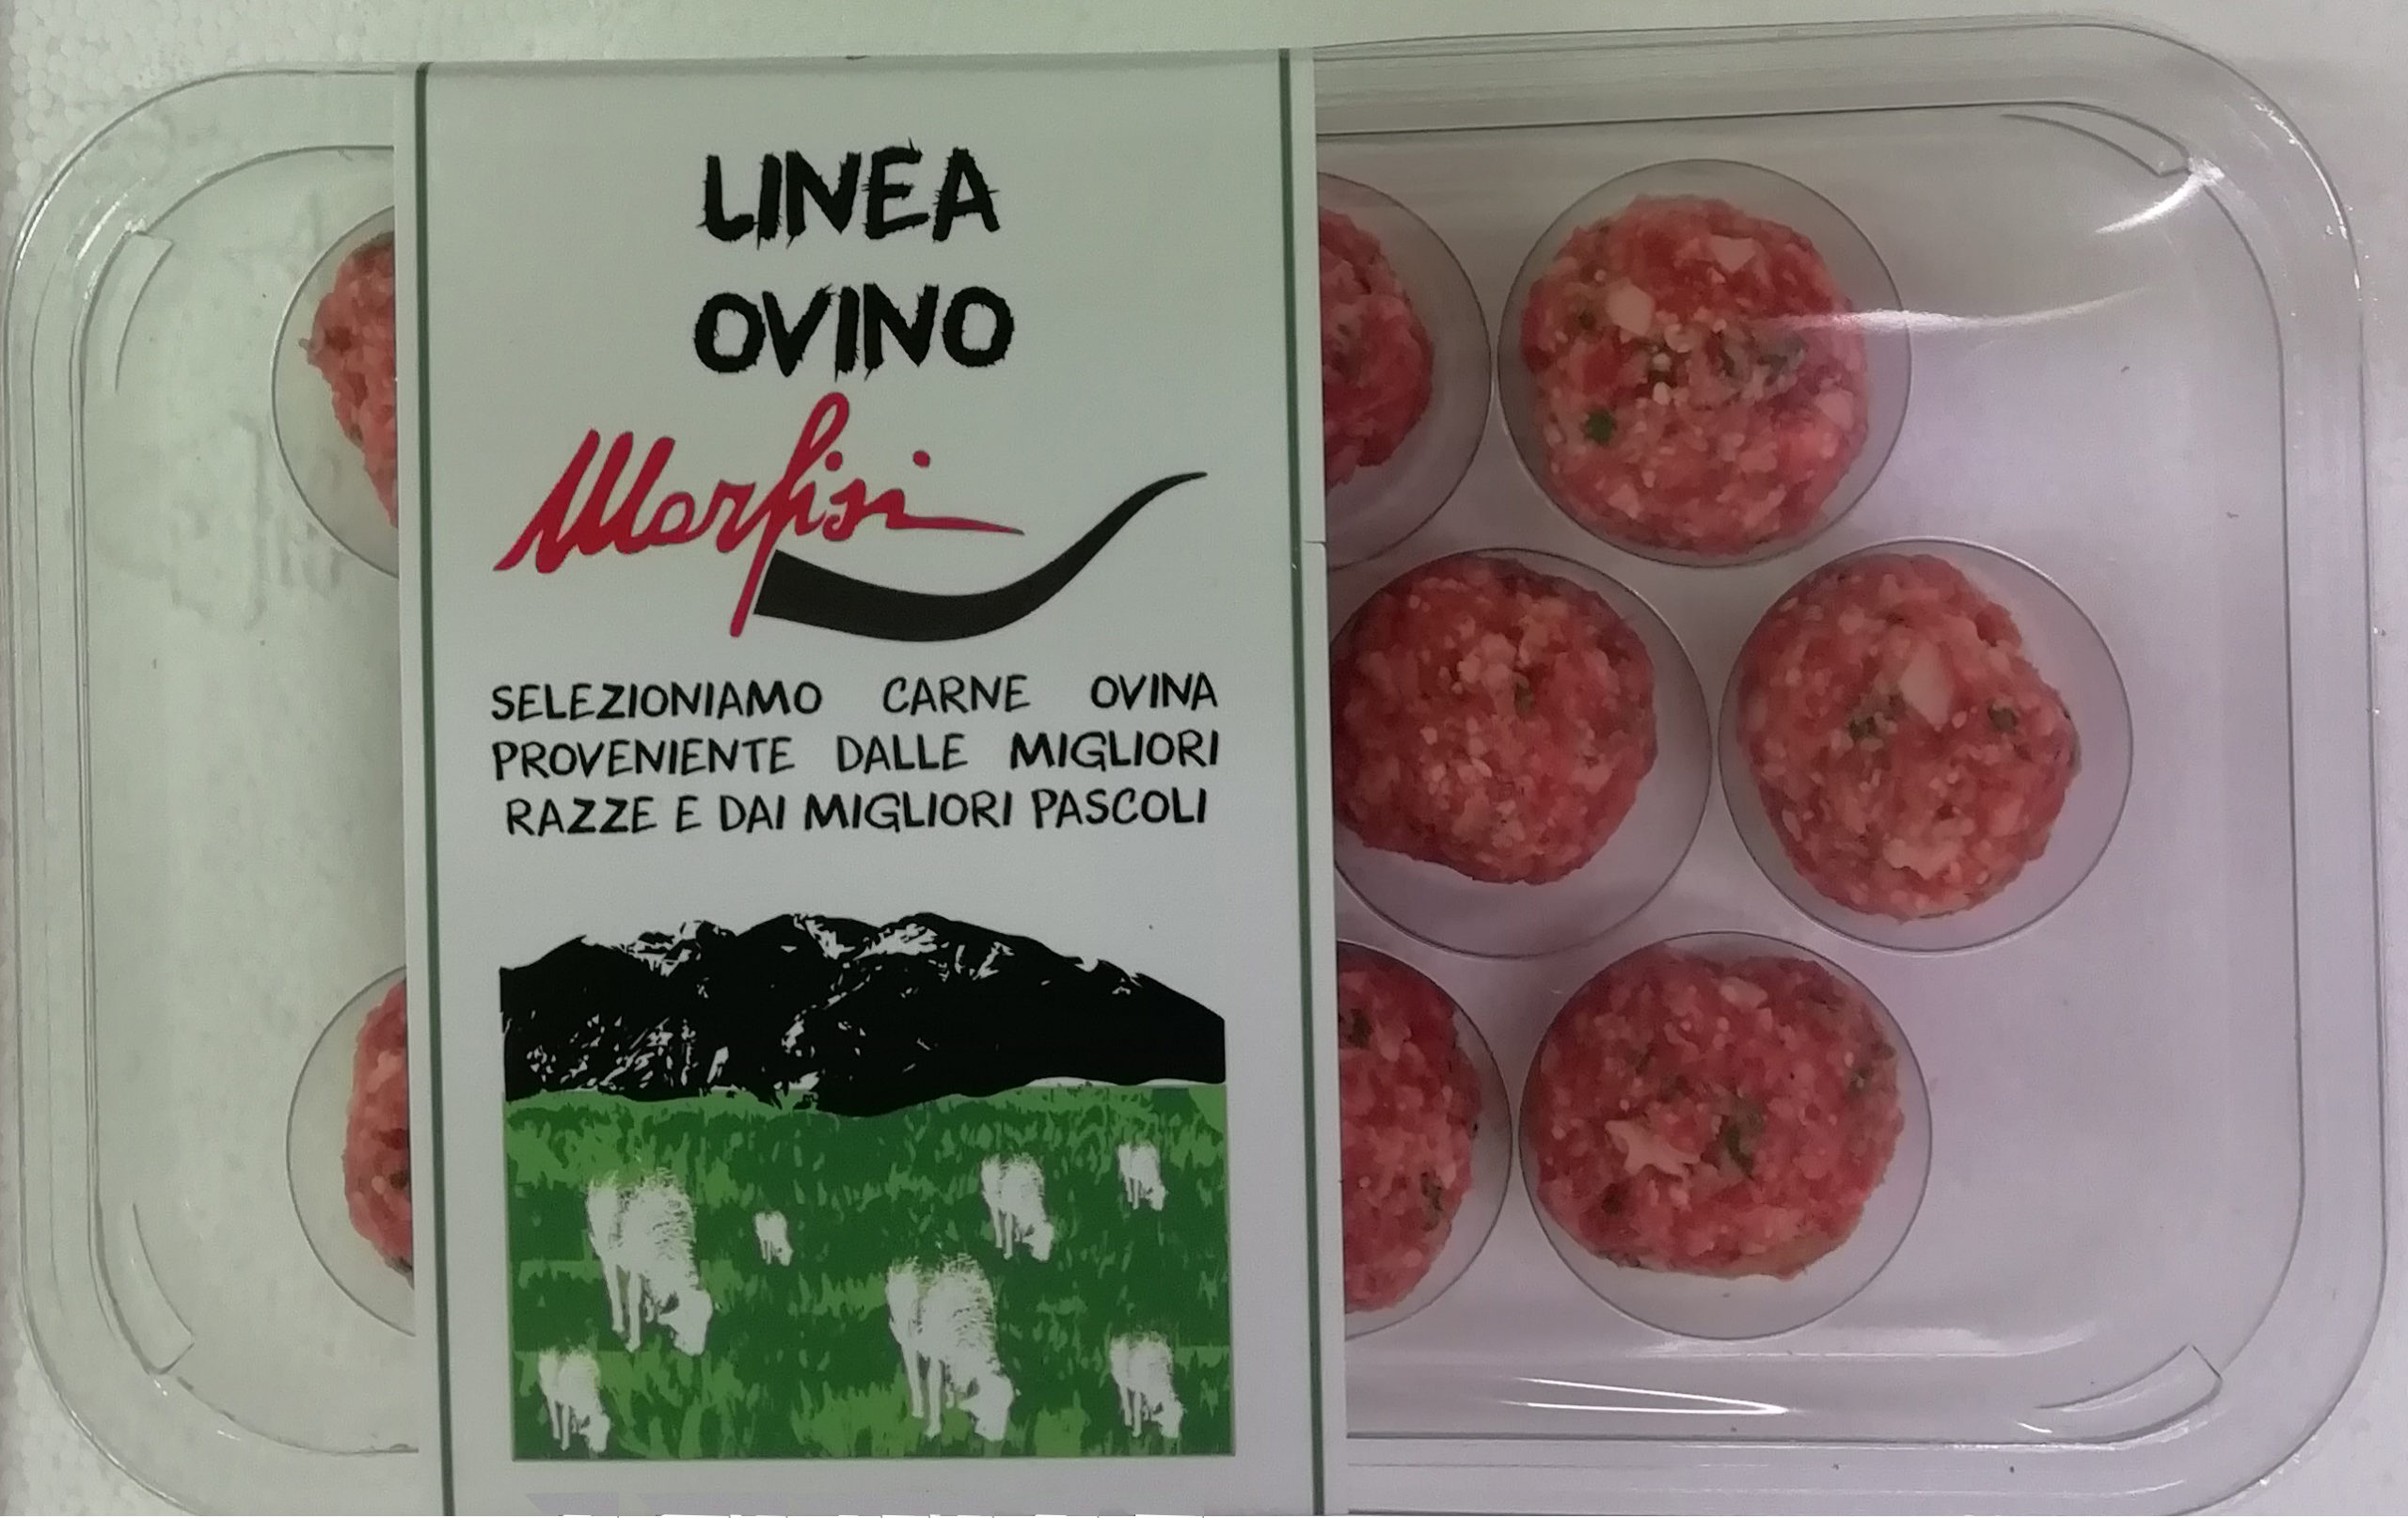 LINEA
OVINO
Marfisi
SELEZIONIAMO CARNE OVINA
PROVENIENTE DALLE MIGLIORI
RAZZE E DAI MIGLIORI PASCOLI